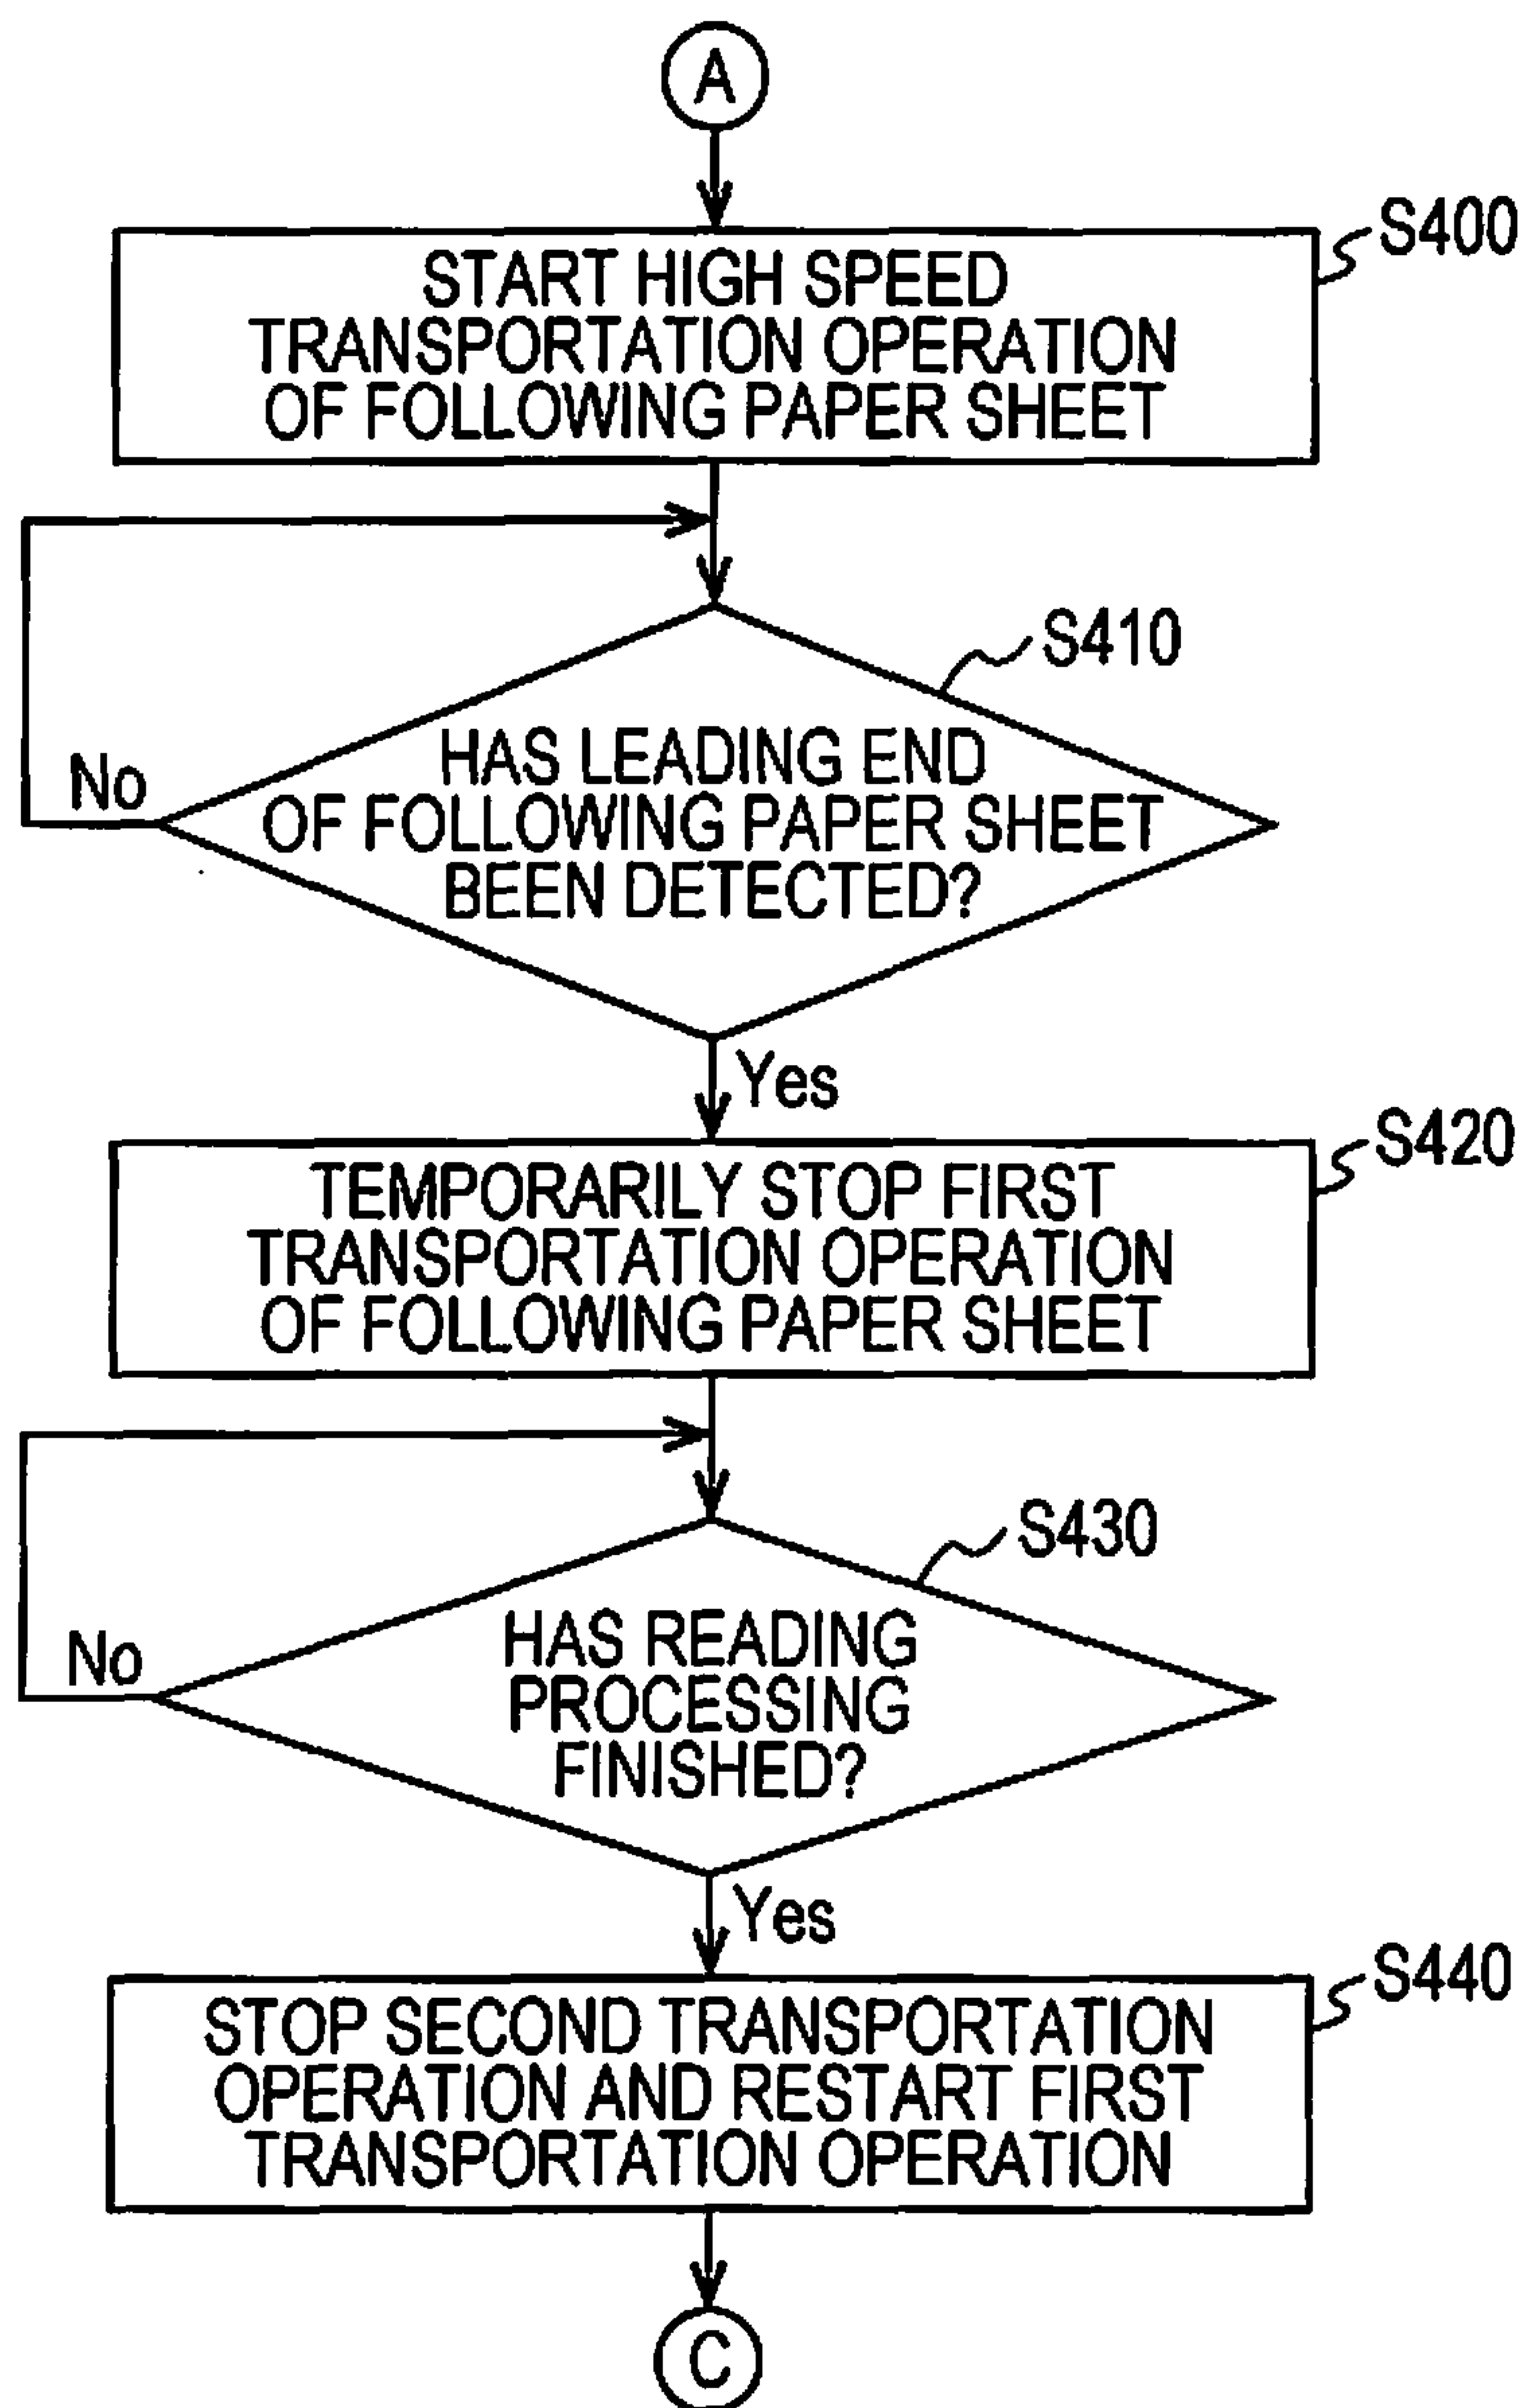 A
S400
START HIGH SPEED
TRANSPORTATION OPERATION
OF FOLLOWING PAPER SHEET
S410
HAS LEADING END
OF FOLLOWING PAPER SHEET
BEEN DETECTED?
No
Yes
S420
TEMPORARILY STOP FIRST
TRANSPORTATION OPERATION
OF FOLLOWING PAPER SHEET
S430
HAS READING
PROCESSING
FINISHED?
No
Yes
S440
STOP SECOND TRANSPORTATION
OPERATION AND RESTART FIRST
TRANSPORTATION OPERATION
C